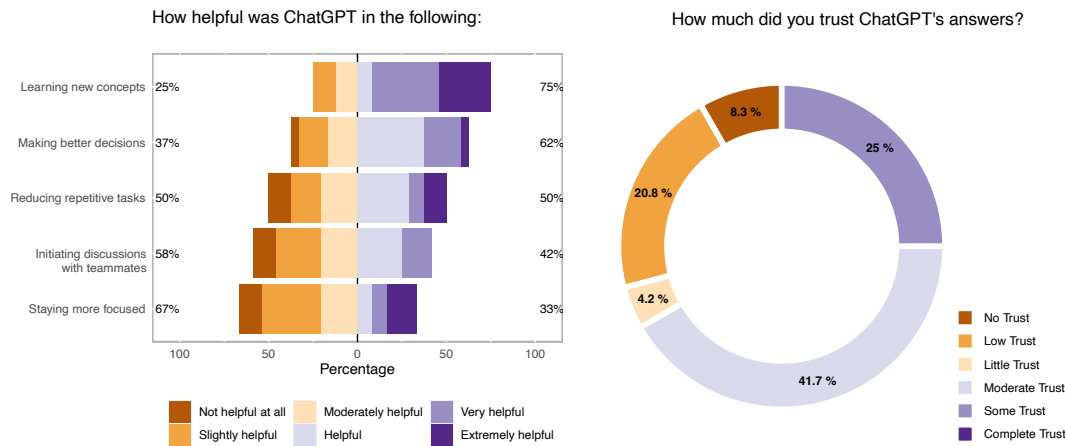 How helpful was ChatGPT in the following:
Learning new concepts
25%
75%
Making better decisions
37%
62%
Reducing repetitive tasks
50%
50%
Initiating discussions
with teammates
58%
42%
Staying more focused
67%
33%
100
50
0
50
100
Percentage
Not helpful at all
Moderately helpful
Very helpful
Slightly helpful
Helpful
Extremely helpful
How much did you trust ChatGPT's answers?
8.3 %
25 %
20.8 %
4.2 %
41.7 %
No Trust
Low Trust
Little Trust
Moderate Trust
Some Trust
Complete Trust